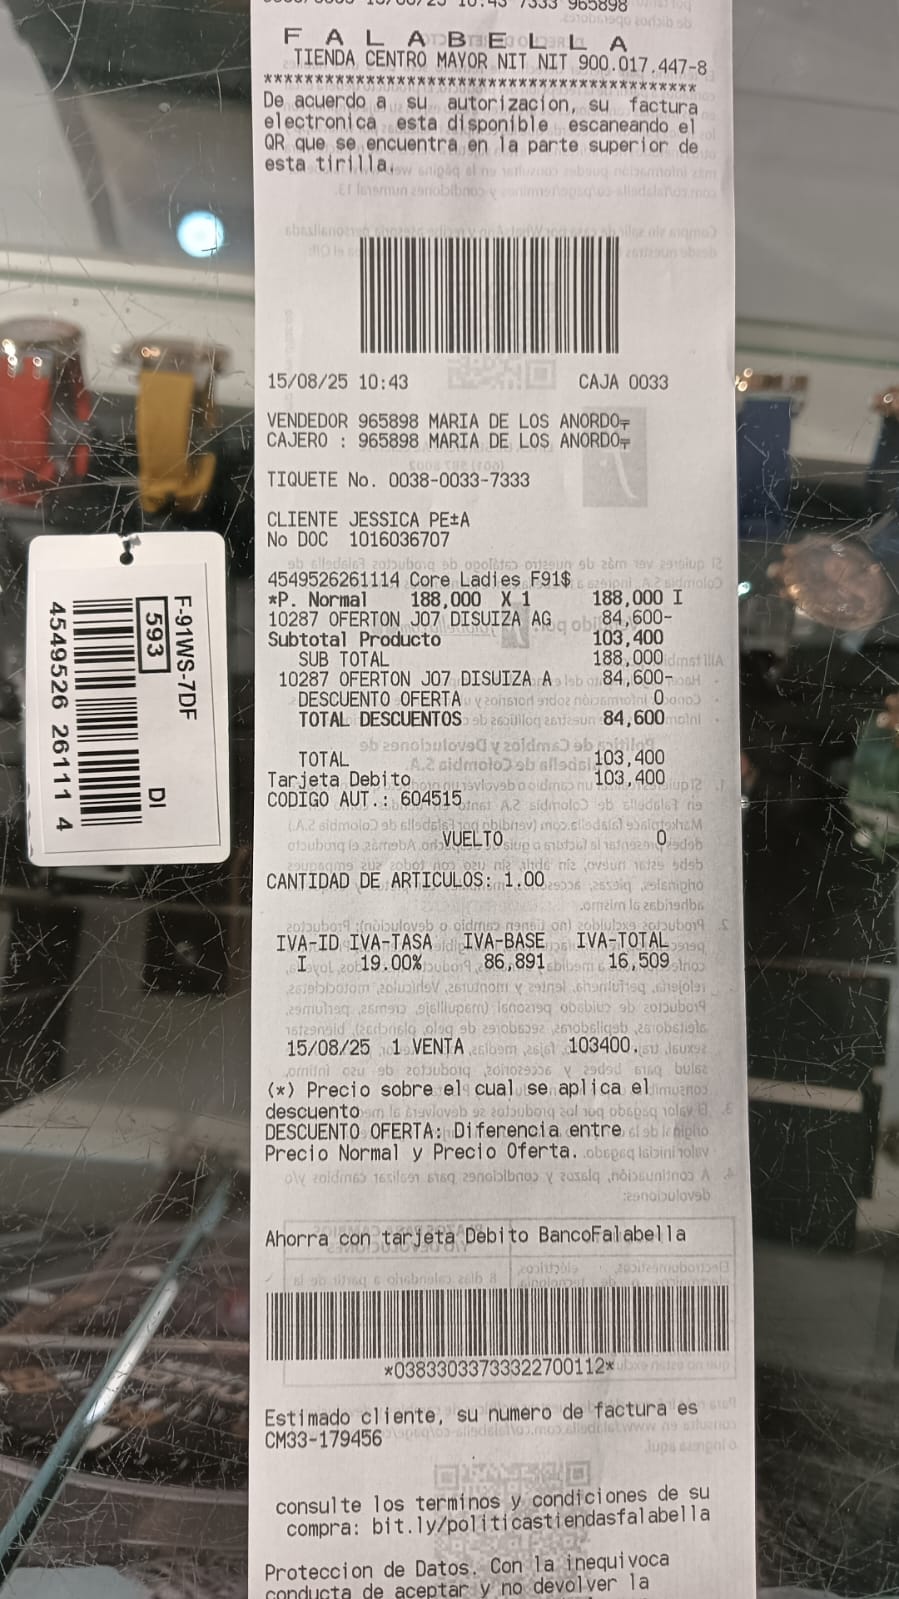 F A L A B E L L A
TIENDA CENTRO MAYOR NIT NIT 900.017.447-8
******************************************
De acuerdo a su autorizacion, su factura
electronica esta disponible escaneando el
QR que se encuentra en la parte superior de
esta tirilla.
15/08/25 10:43 CAJA 0033
VENDEDOR 965898 MARIA DE LOS ANORDO╤
CAJERO : 965898 MARIA DE LOS ANORDO╤
TIQUETE No. 0038-0033-7333
CLIENTE JESSICA PE±A
No DOC 1016036707
4549526261114 Core Ladies F91$
*P. Normal 188,000 X 1 188,000 I
10287 OFERTON JO7 DISUIZA AG 84,600-
Subtotal Producto 103,400
SUB TOTAL 188,000
10287 OFERTON JO7 DISUIZA A 84,600-
DESCUENTO OFERTA 0
TOTAL DESCUENTOS 84,600
TOTAL 103,400
Tarjeta Debito 103,400
CODIGO AUT.: 604515
VUELTO 0
CANTIDAD DE ARTICULOS: 1.00
IVA-ID IVA-TASA IVA-BASE IVA-TOTAL
I 19.00% 86,891 16,509
15/08/25 1 VENTA 103400.
(*) Precio sobre al cual se aplica el
descuento
DESCUENTO OFERTA: Diferencia entre
Precio Normal y Precio Oferta.
Ahorra con tarjeta Debito BancoFalabella
*03833033733322700112*
Estimado cliente, su numero de factura es
CM33-179456
consulte los terminos y condiciones de su
compra: bit.ly/politicastiendasfalabella
Proteccion de Datos. Con la inequivoca
conducta de aceptar y no devolver la
F-91WS-7DF
593
DI
4549526 26111 4